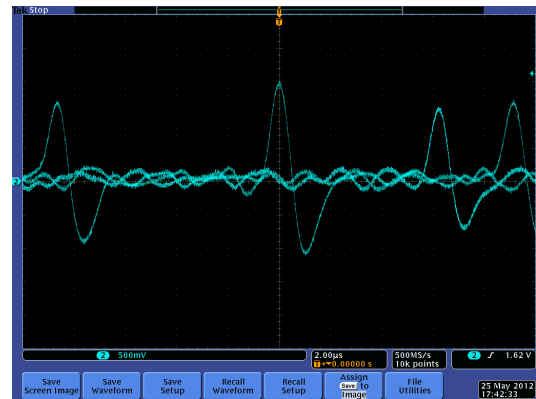 Tek Stop
T
T
2
2 500mV
2.00µs
T→▼0.00000 s
500MS/s
10k points
2 ∫ 1.62 V
Save
Screen Image
Save
Waveform
Save
Setup
Recall
Waveform
Recall
Setup
Assign
Save to
Image
File
Utilities
25 May 2012
17:42:33